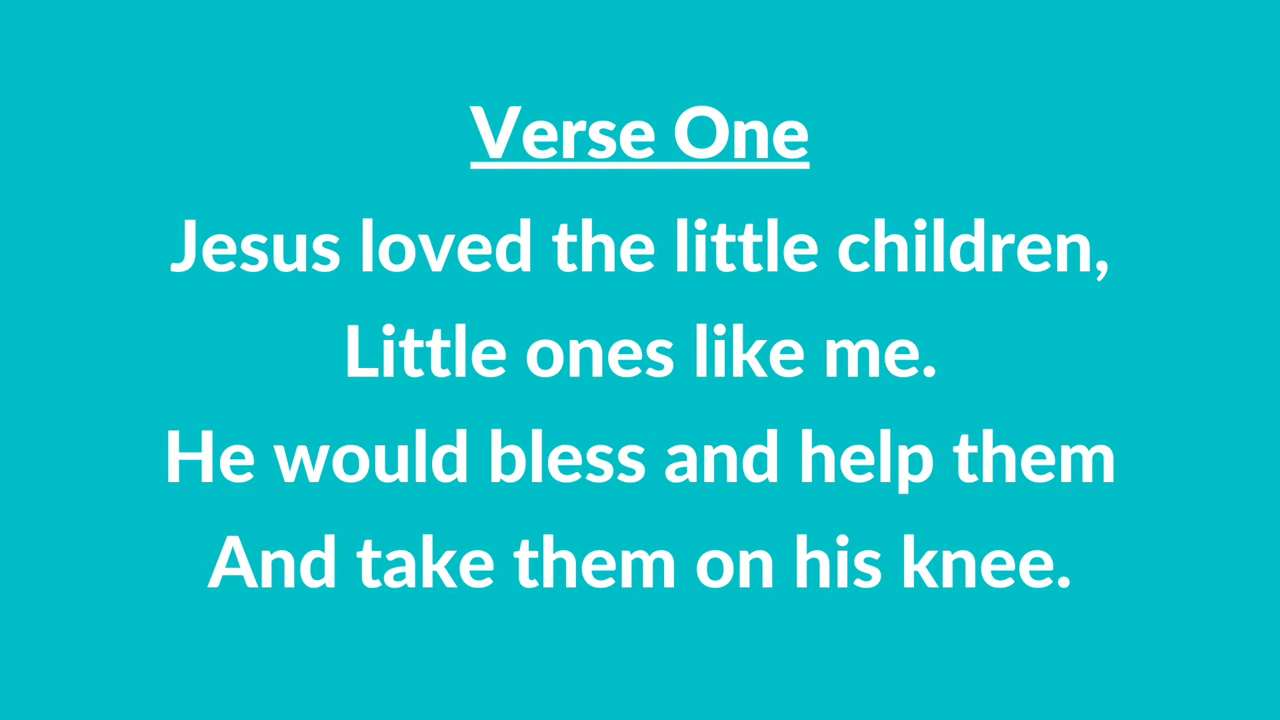 Verse One
Jesus loved the little children,
Little ones like me.
He would bless and help them
And take them on his knee.